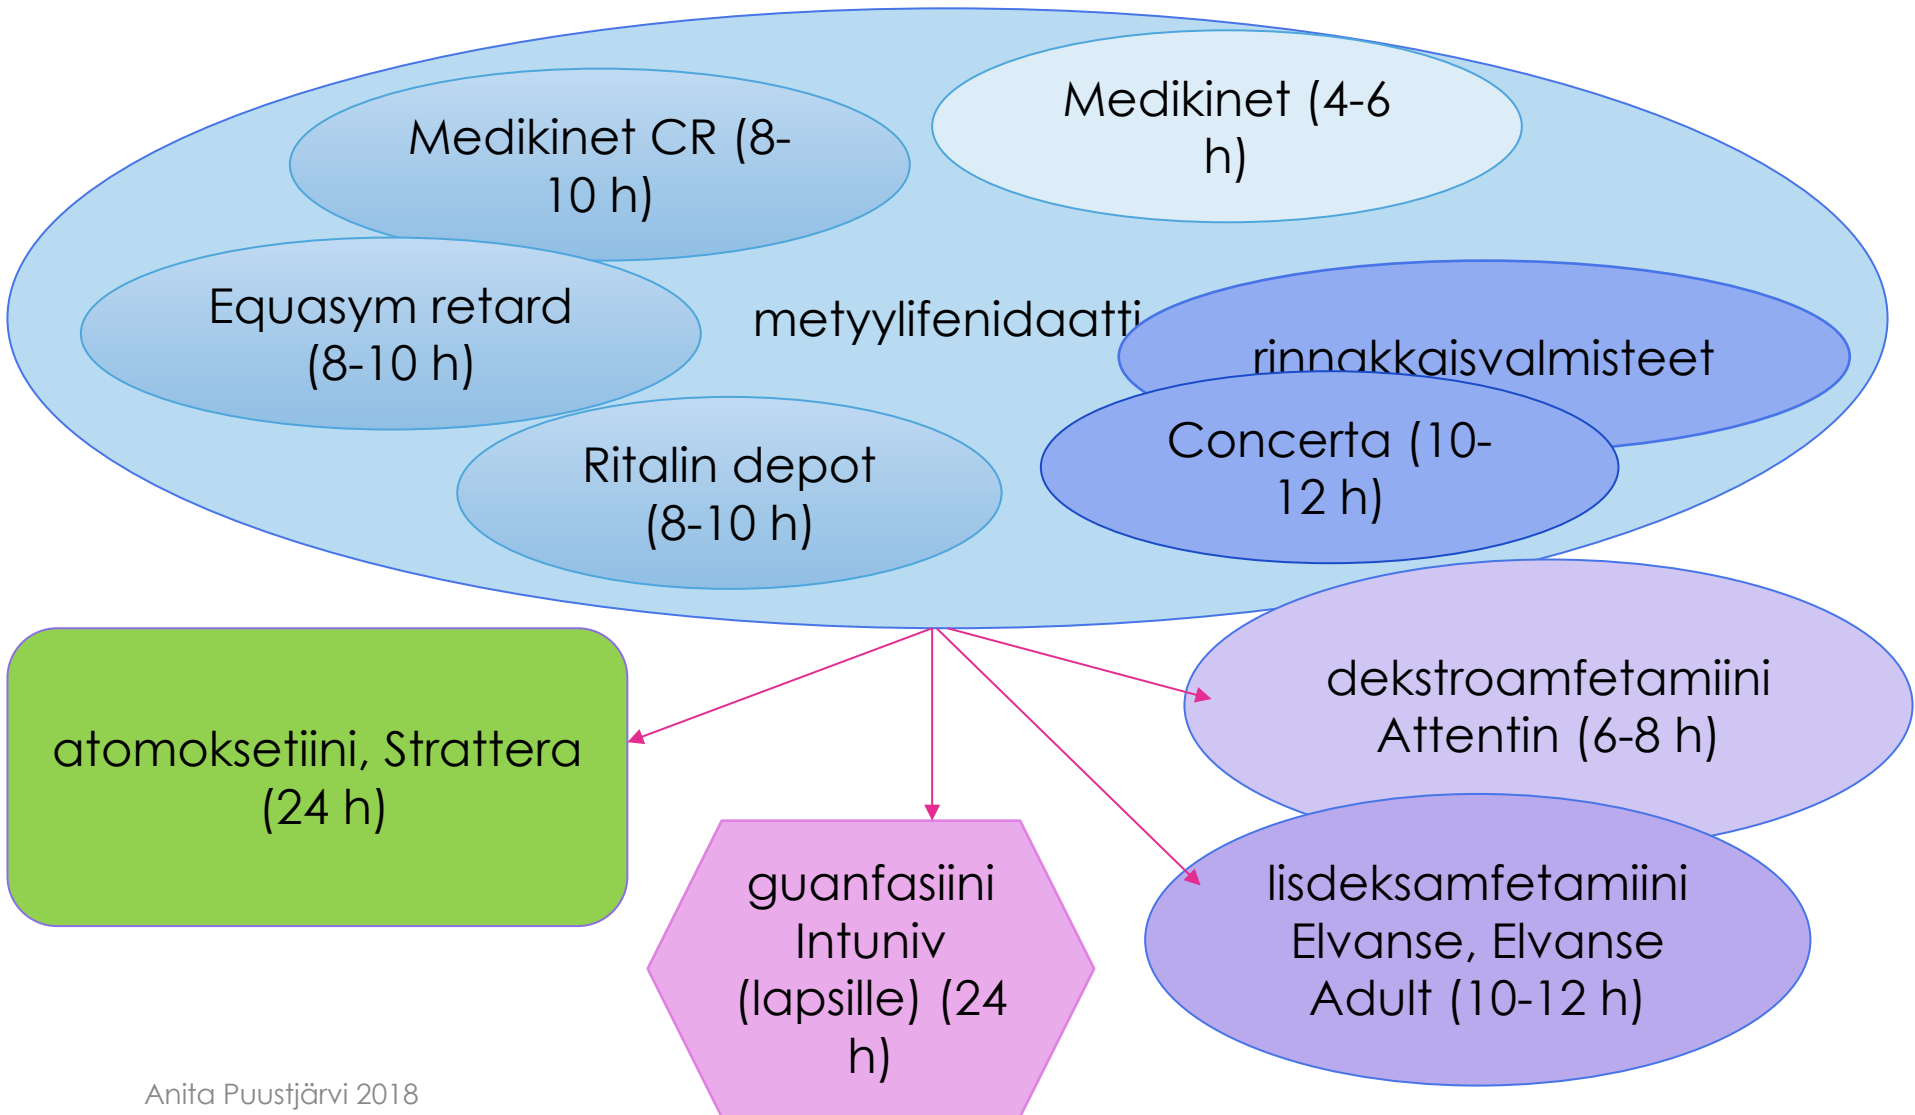 Medikinet CR (8-
10 h)
Medikinet (4-6
h)
Equasym retard
(8-10 h)
metyylifenidaatti
rinnakkaisvalmisteet
Ritalin depot
(8-10 h)
Concerta (10-
12 h)
atomoksetiini, Strattera
(24 h)
guanfasiini
Intuniv
(lapsille) (24
h)
dekstroamfetamiini
Attentin (6-8 h)
lisdeksamfetamiini
Elvanse, Elvanse
Adult (10-12 h)
Anita Puustjärvi 2018